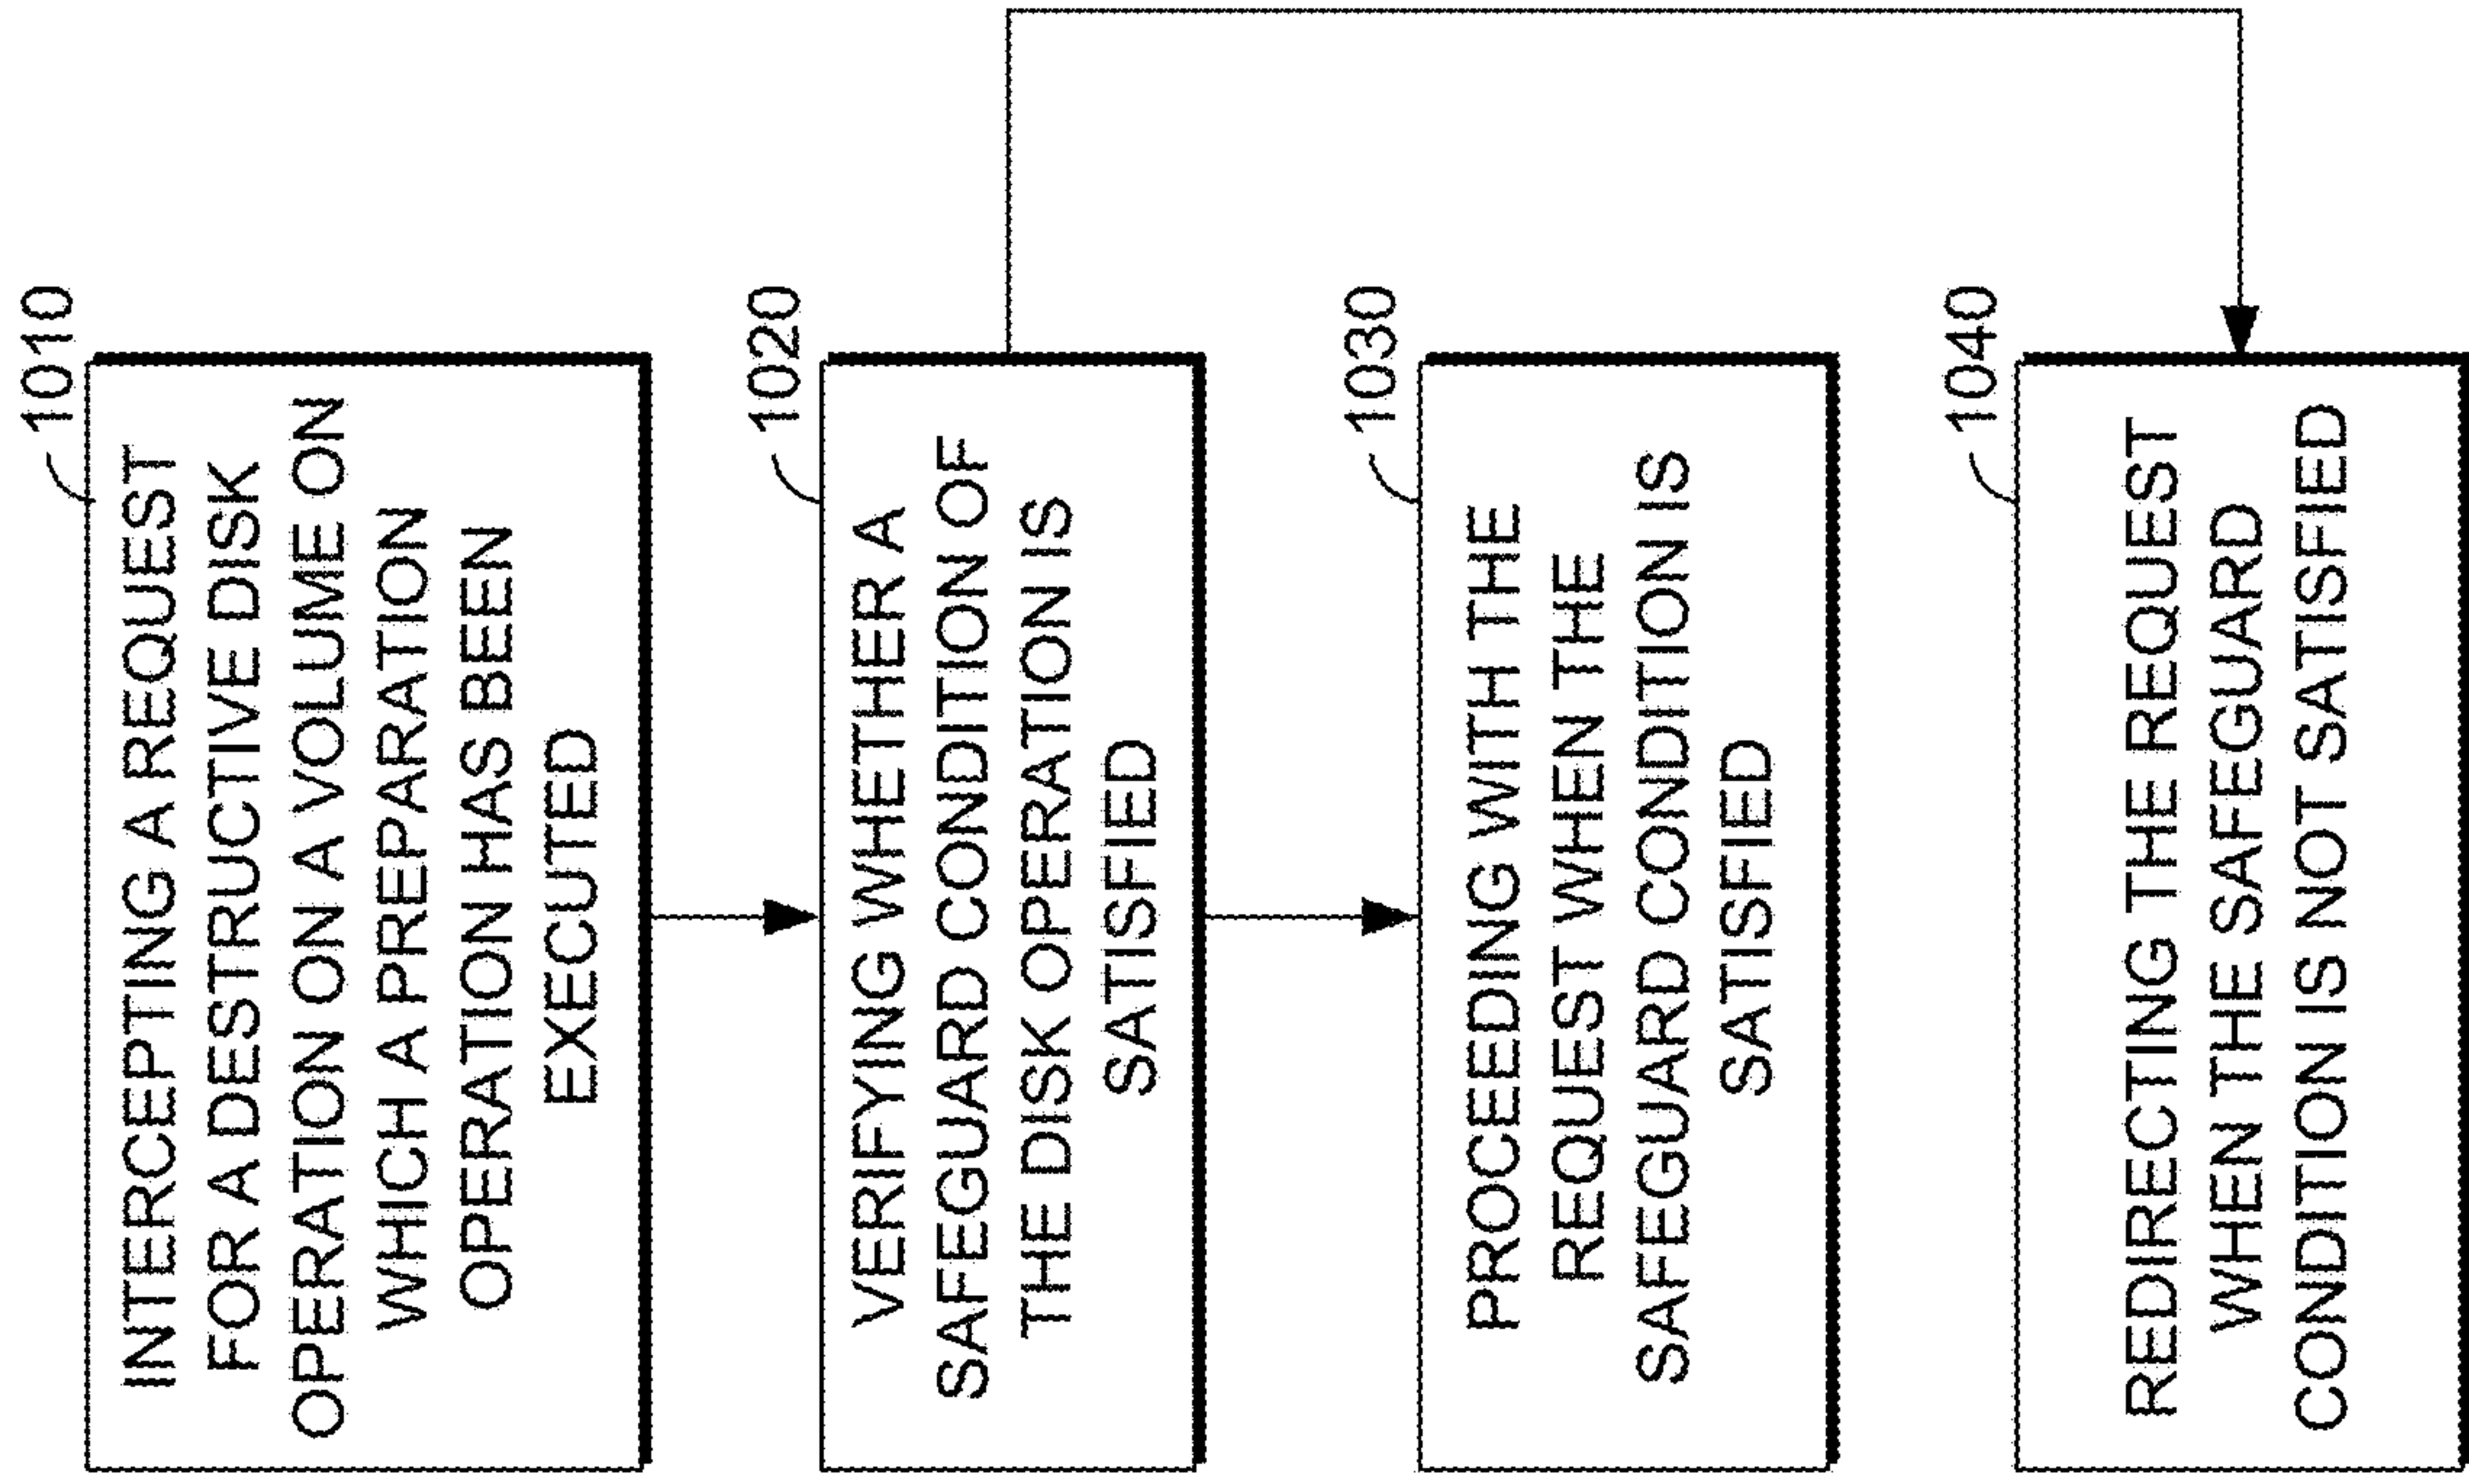 1010
INTERCEPTING A REQUEST
FOR A DESTRUCTIVE DISK
OPERATION ON A VOLUME ON
WHICH A PREPARATION
OPERATION HAS BEEN
EXECUTED
1020
VERIFYING WHETHER A
SAFEGUARD CONDITION OF
THE DISK OPERATION IS
SATISFIED
1030
PROCEEDING WITH THE
REQUEST WHEN THE
SAFEGUARD CONDITION IS
SATISFIED
1040
REDIRECTING THE REQUEST
WHEN THE SAFEGUARD
CONDITION IS NOT SATISFIED